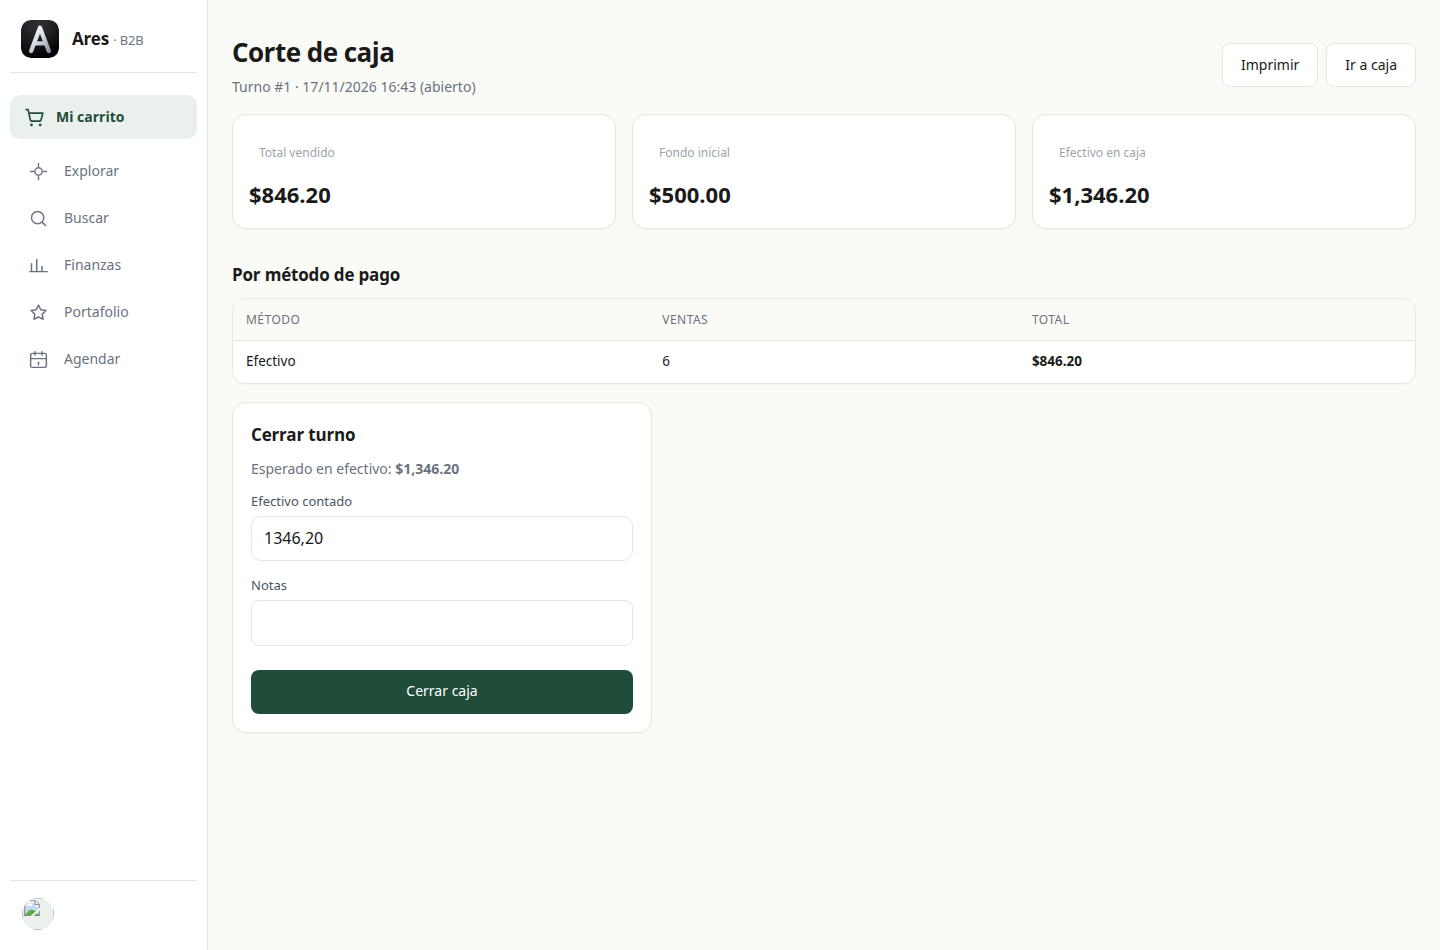 Ares · B2B
Mi carrito
Explorar
Buscar
Finanzas
Portafolio
Agendar
Corte de caja
Turno #1 · 17/11/2026 16:43 (abierto)
Imprimir
Ir a caja
Total vendido
$846.20
Fondo inicial
$500.00
Efectivo en caja
$1,346.20
Por método de pago
MÉTODO VENTAS TOTAL
Efectivo 6 $846.20
Cerrar turno
Esperado en efectivo: $1,346.20
Efectivo contado
1346,20
Notas
Cerrar caja